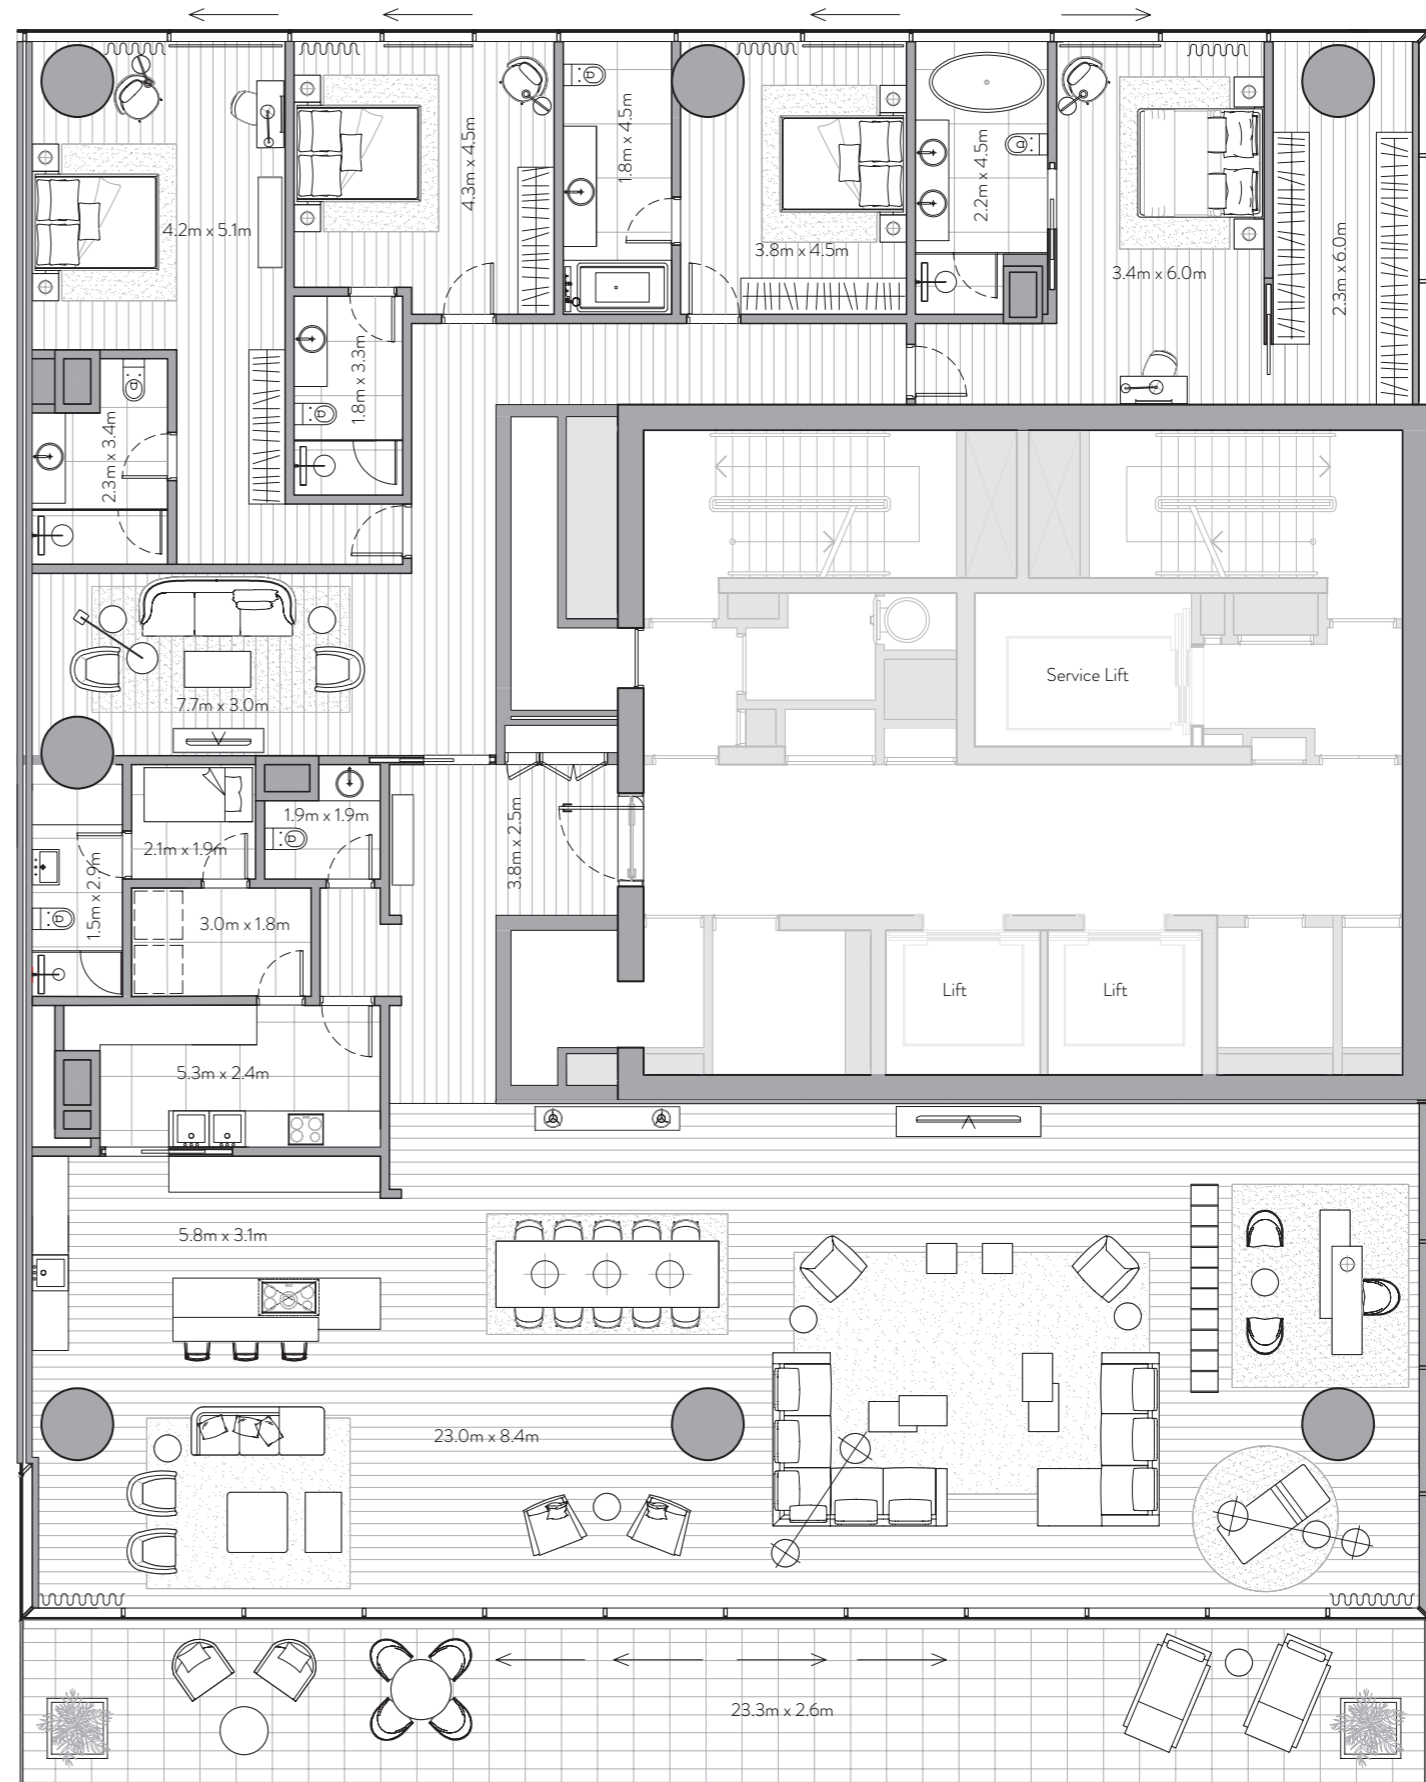 1.8m x 4.5m
4.3m x 4.5m
2.2m x 4.5m
4.2m x 5.1m
3.8m x 4.5m
3.4m x 6.0m
2.3m x 6.0m
1.8m x 3.3m
2.3m x 3.4m
Service Lift
7.7m x 3.0m
1.9m x 1.9m
3.8m x 2.5m
2.1m x 1.9m
1.5m x 2.9m
3.0m x 1.8m
Lift
Lift
5.3m x 2.4m
5.8m x 3.1m
23.0m x 8.4m
23.3m x 2.6m